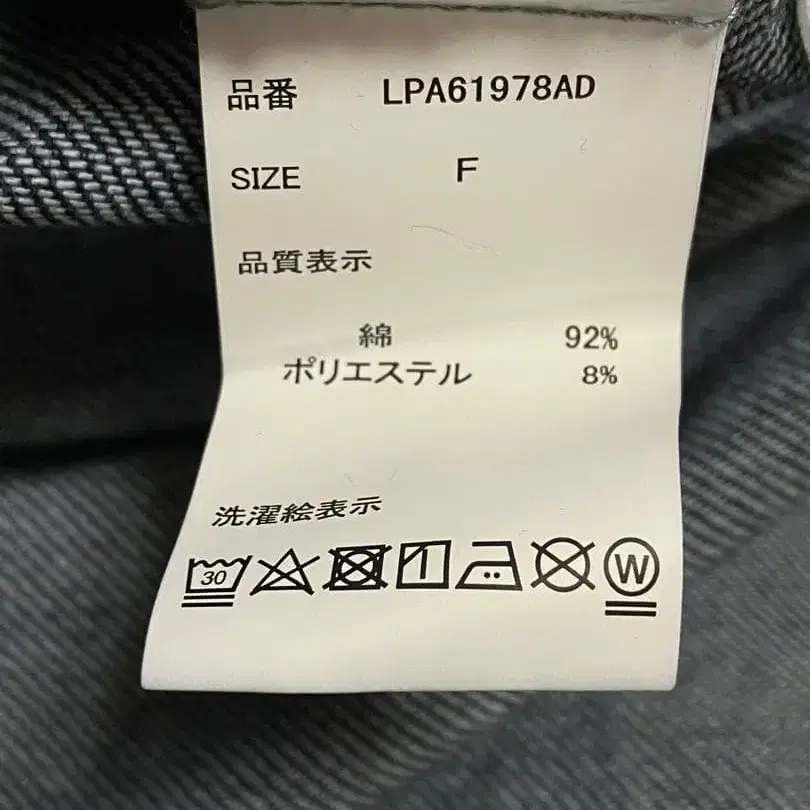 品番 LPA61978AD
SIZE F
品質表示
綿 92%
ポリエステル 8%
洗濯絵表示
30 W